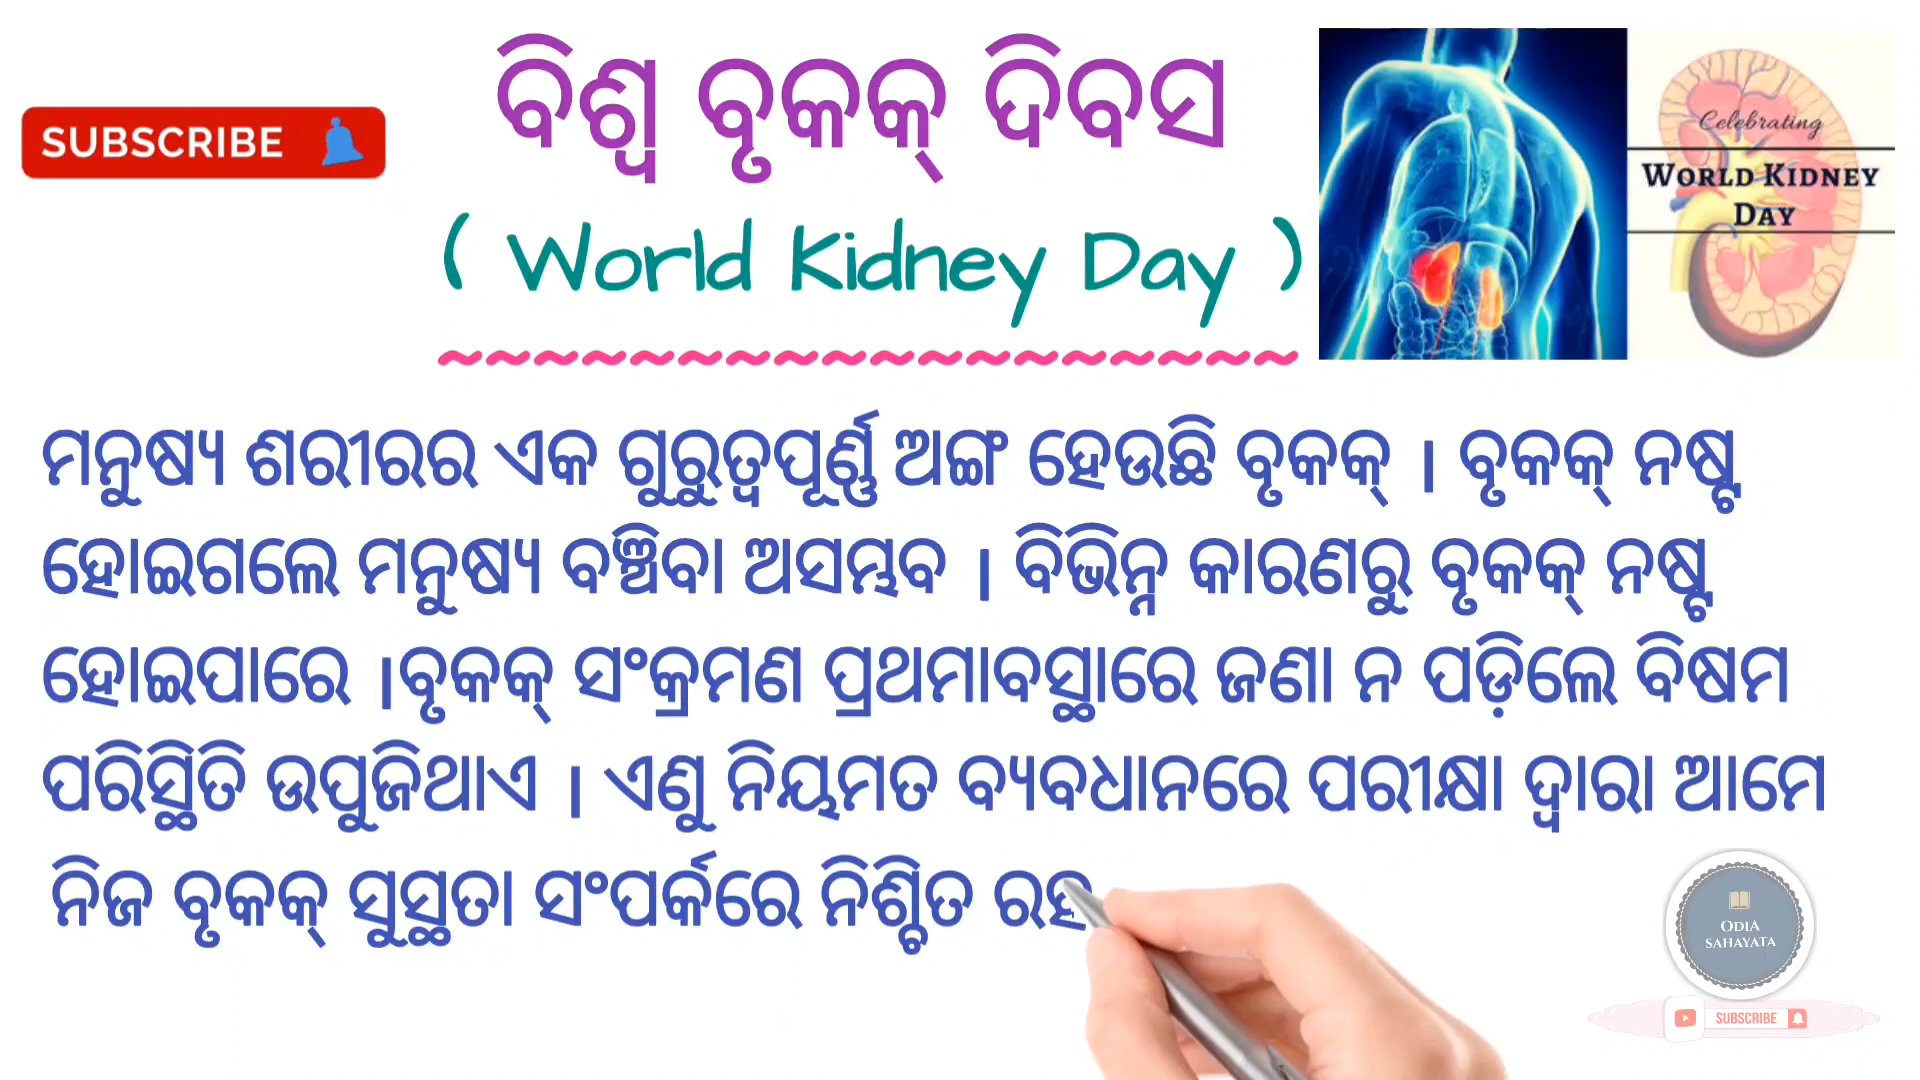 ବିଶ୍ୱ ବୃକକ୍ ଦିବସ
SUBSCRIBE
( World Kidney Day )
Celebrating
WORLD KIDNEY
DAY
ମନୁଷ୍ୟ ଶରୀରର ଏକ ଗୁରୁତ୍ୱପୂର୍ଣ୍ଣ ଅଙ୍ଗ ହେଉଛି ବୃକକ୍ । ବୃକକ୍ ନଷ୍ଟ
ହୋଇଗଲେ ମନୁଷ୍ୟ ବଞ୍ଚିବା ଅସମ୍ଭବ । ବିଭିନ୍ନ କାରଣରୁ ବୃକକ୍ ନଷ୍ଟ
ହୋଇପାରେ ।ବୃକକ୍ ସଂକ୍ରମଣ ପ୍ରଥମାବସ୍ଥାରେ ଜଣା ନ ପଡ଼ିଲେ ବିଷମ
ପରିସ୍ଥିତି ଉପୁଜିଥାଏ । ଏଣୁ ନିୟମତ ବ୍ୟବଧାନରେ ପରୀକ୍ଷା ଦ୍ୱାରା ଆମେ
ନିଜ ବୃକକ୍ ସୁସ୍ଥତା ସଂପର୍କରେ ନିଶ୍ଚିତ ରହ
ODIA
SAHAYATA
SUBSCRIBE